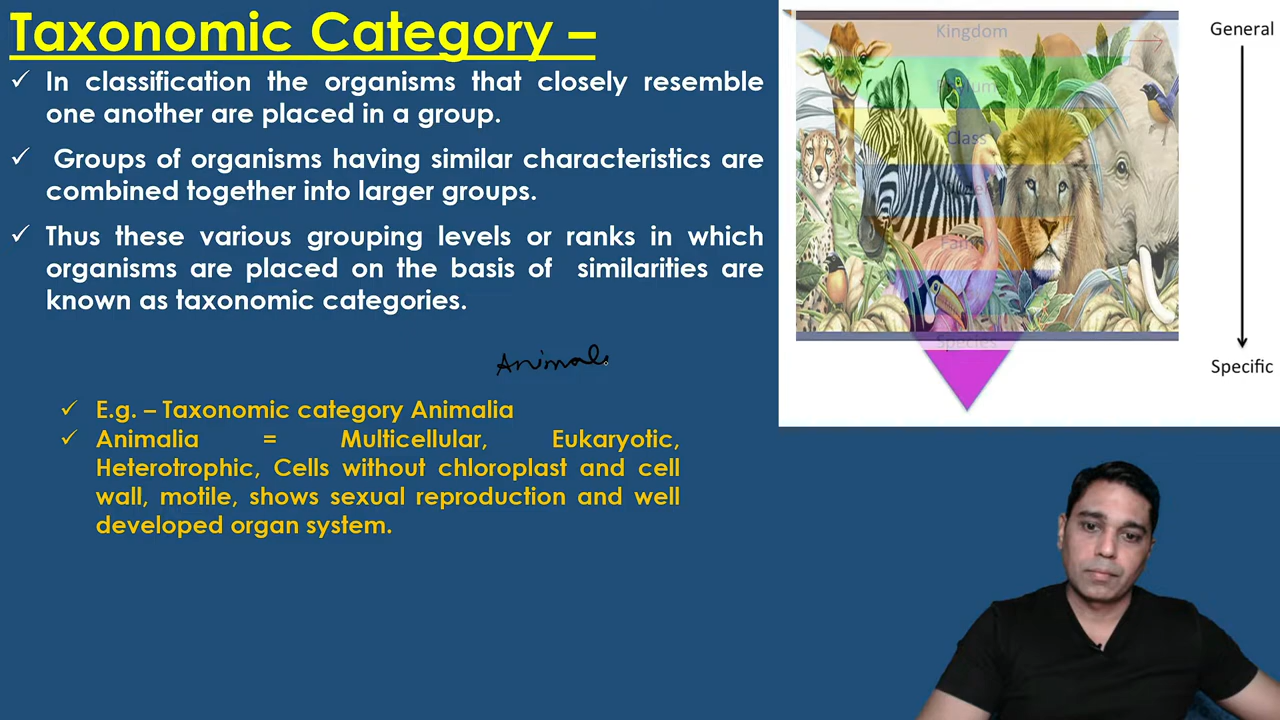 Taxonomic Category –
✓ In classification the organisms that closely resemble
one another are placed in a group.
✓ Groups of organisms having similar characteristics are
combined together into larger groups.
✓ Thus these various grouping levels or ranks in which
organisms are placed on the basis of similarities are
known as taxonomic categories.
Animal
✓ E.g. – Taxonomic category Animalia
✓ Animalia = Multicellular, Eukaryotic,
Heterotrophic, Cells without chloroplast and cell
wall, motile, shows sexual reproduction and well
developed organ system.
Kingdom
Class
Family
Species
General
Specific